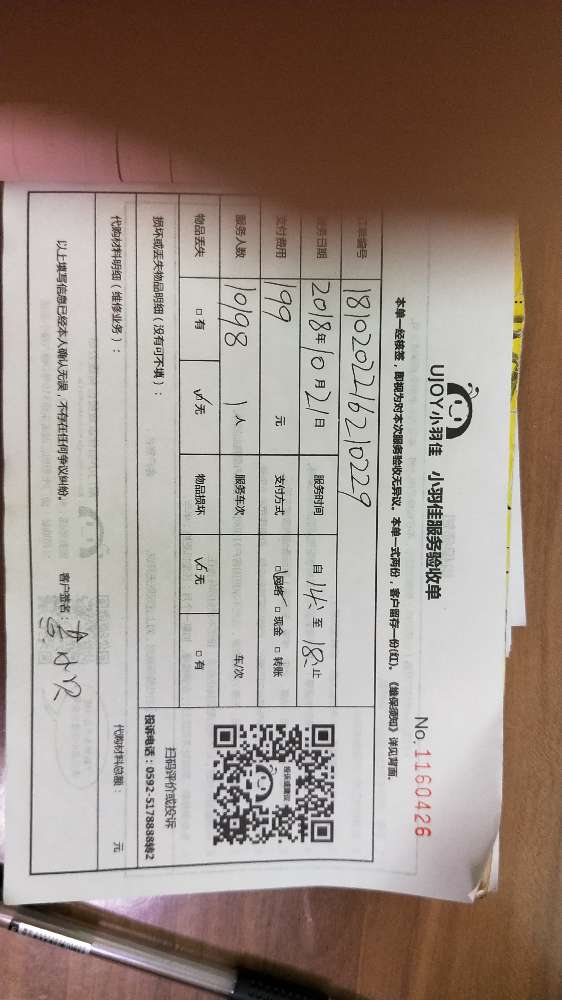 UJOY小羽佳 小羽佳服务验收单
No. 1160426
本单一经接签，即视为对本次服务验收无异议。本单一式两份，客户留存一份(红)。《维保须知》详见背面。
订单编号 1810202216210229
服务日期 2018年10月21日 服务时间 自 14: 至 18: 止
支付费用 199 元 支付方式 ☑网络 □现金 □转账
服务人数 10198 1人 服务车次 车/次
物品丢失 □有 ☑无 物品损坏 ☑无 □有
损坏或丢失物品明细（没有可不填）：
投诉或建议
扫码评价或投诉
投诉电话：0592-5178888转2
代购材料明细（维修业务）： 代购材料总额： 元
以上填写信息已经本人确认无误，不存在任何争议纠纷。 客户签名：